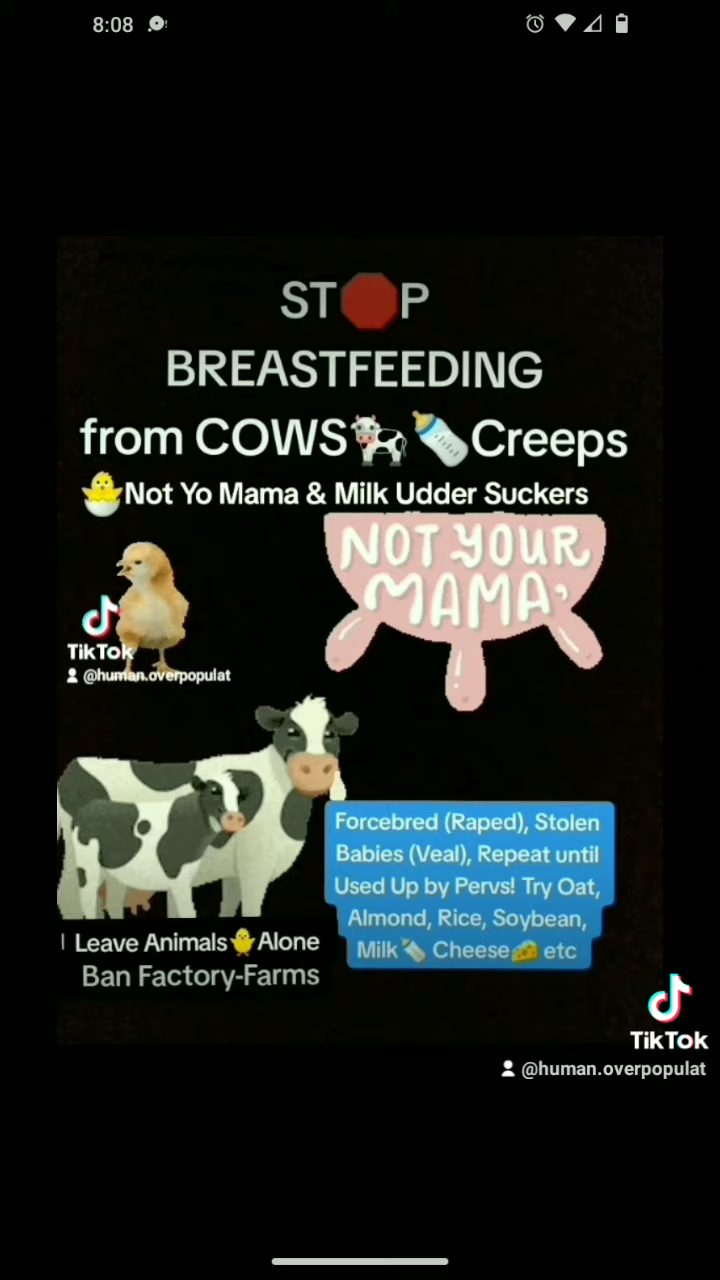 8:08
ST🛑P
BREASTFEEDING
from COWS🐄🍼Creeps
🐣Not Yo Mama & Milk Udder Suckers
NOT YOUR
MAMA
TikTok
@human.overpopulat
Forcebred (Raped), Stolen
Babies (Veal), Repeat until
Used Up by Pervs! Try Oat,
Almond, Rice, Soybean,
Milk🍼 Cheese🧀 etc
| Leave Animals🐥Alone
Ban Factory-Farms
TikTok
@human.overpopulat